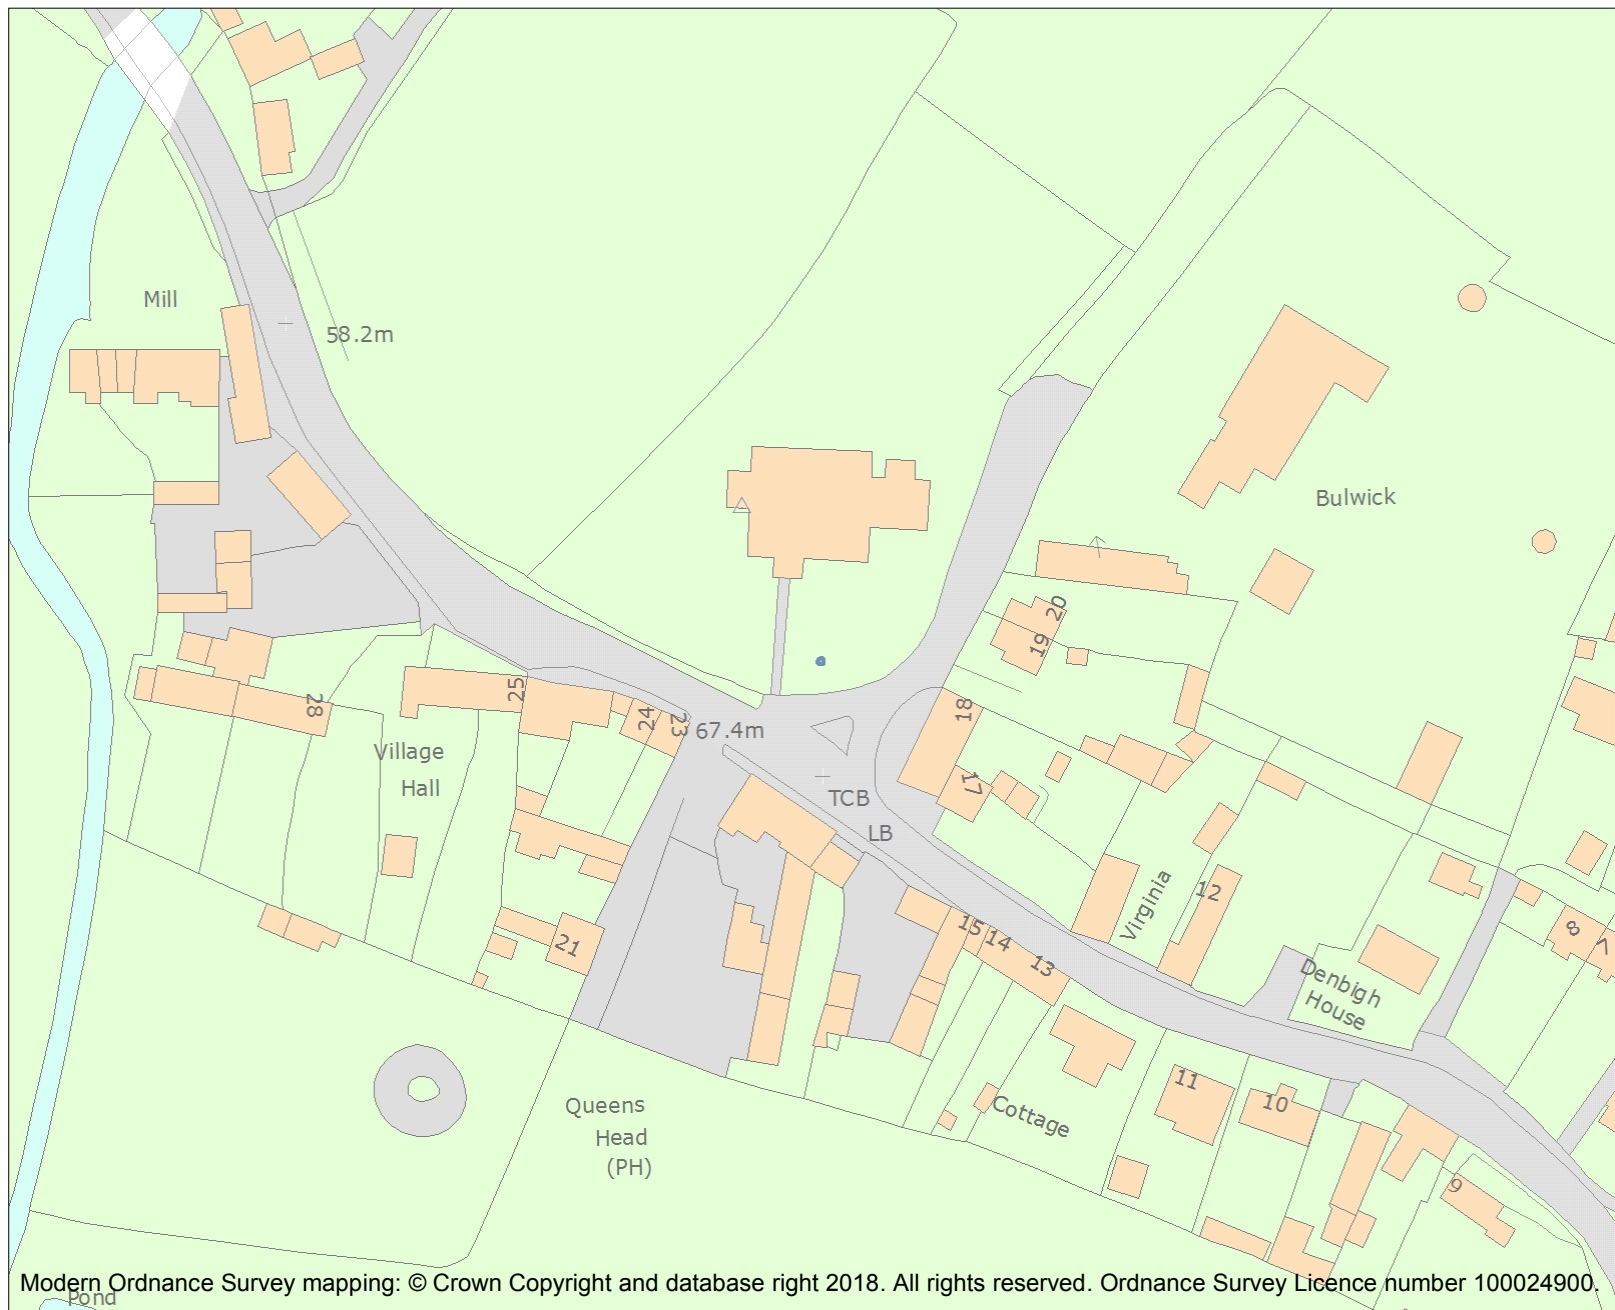 Mill
58.2m
Bulwick
20
19
28
25
24
23
67.4m
18
17
Village
Hall
TCB
LB
Virginia
12
21
15
14
13
8
7
Denbigh
House
Queens
Head
(PH)
Cottage
11
10
9
Modern Ordnance Survey mapping: © Crown Copyright and database right 2018. All rights reserved. Ordnance Survey Licence number 100024900.
Pond